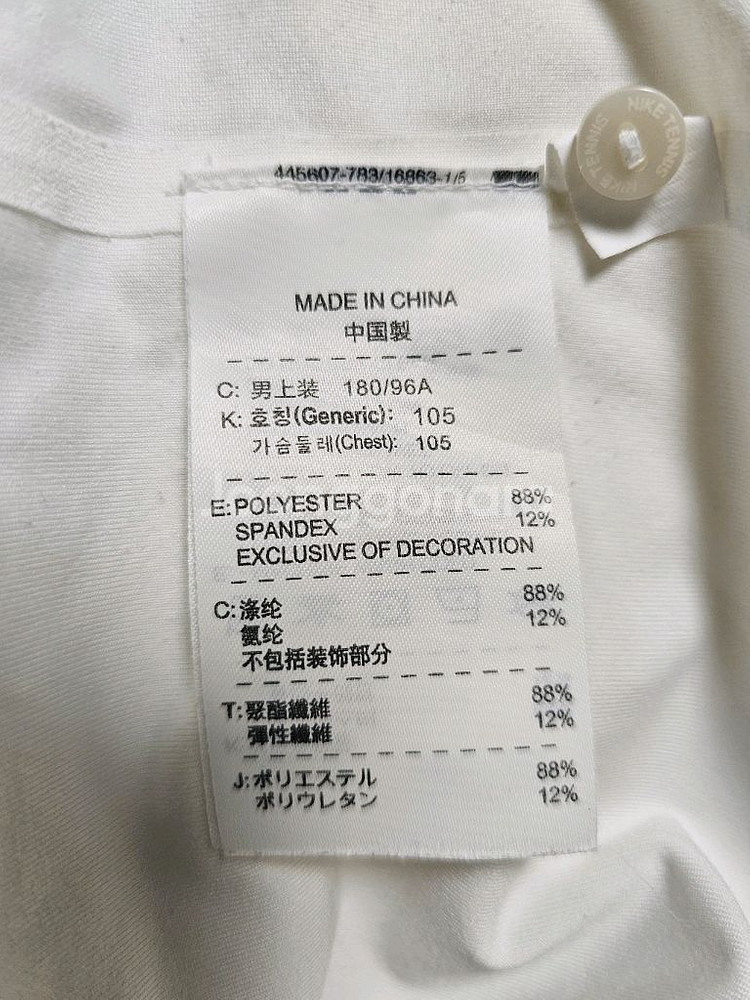 445607-783/16863-1/5
NIKE TENNIS NIKE TENNIS
MADE IN CHINA
中国製
C: 男上装 180/96A
K: 호칭(Generic): 105
가슴둘레(Chest): 105
E: POLYESTER 88%
SPANDEX 12%
EXCLUSIVE OF DECORATION
C: 涤纶 88%
氨纶 12%
不包括装饰部分
T: 聚酯纖維 88%
彈性纖維 12%
J: ポリエステル 88%
ポリウレタン 12%